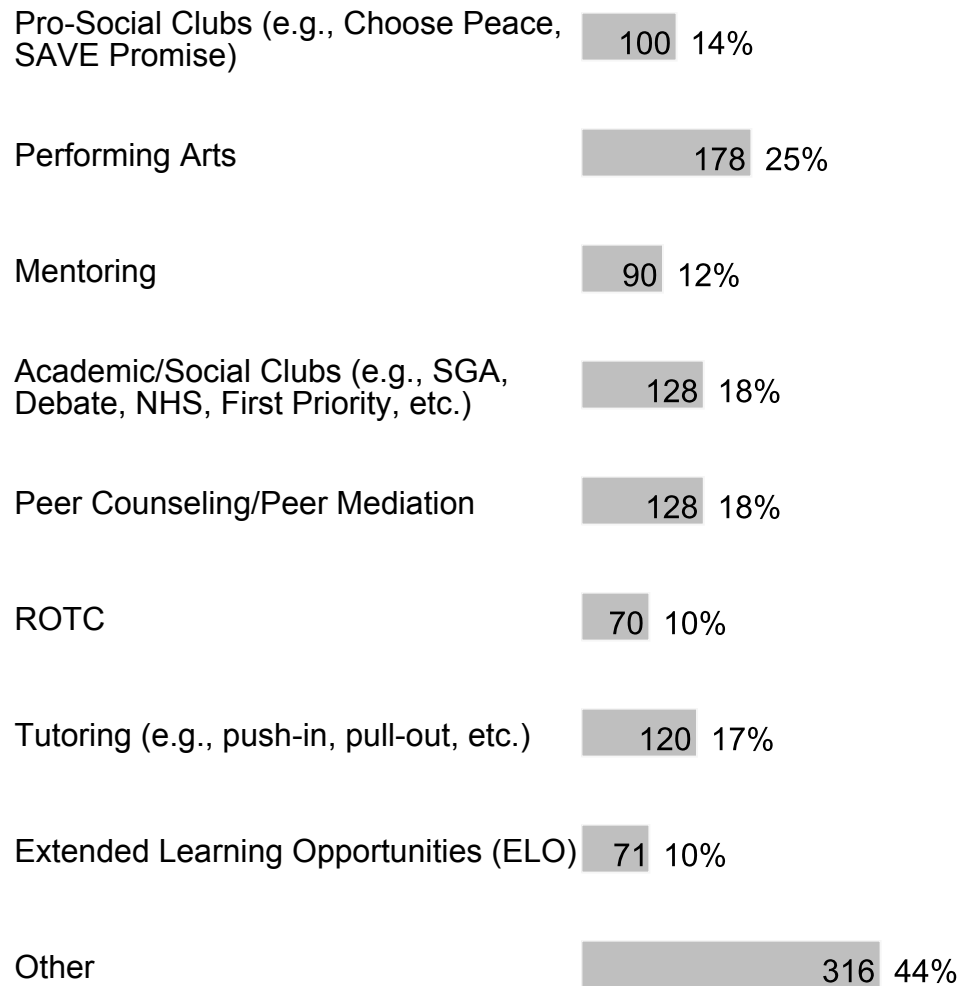 Pro-Social Clubs (e.g., Choose Peace,
SAVE Promise)
100 14%
Performing Arts
178 25%
Mentoring
90 12%
Academic/Social Clubs (e.g., SGA,
Debate, NHS, First Priority, etc.)
128 18%
Peer Counseling/Peer Mediation
128 18%
ROTC
70 10%
Tutoring (e.g., push-in, pull-out, etc.)
120 17%
Extended Learning Opportunities (ELO)
71 10%
Other
316 44%